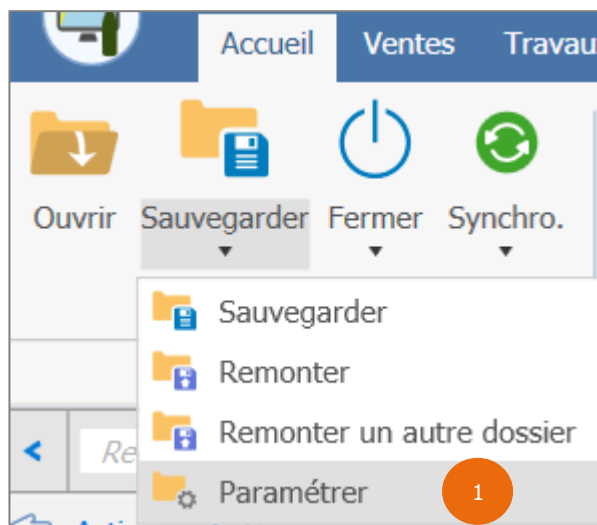 Accueil Ventes
Ouvrir Sauvegarder Fermer Synchro.
Sauvegarder
Remonter
Remonter un autre dossier
Paramétrer 1